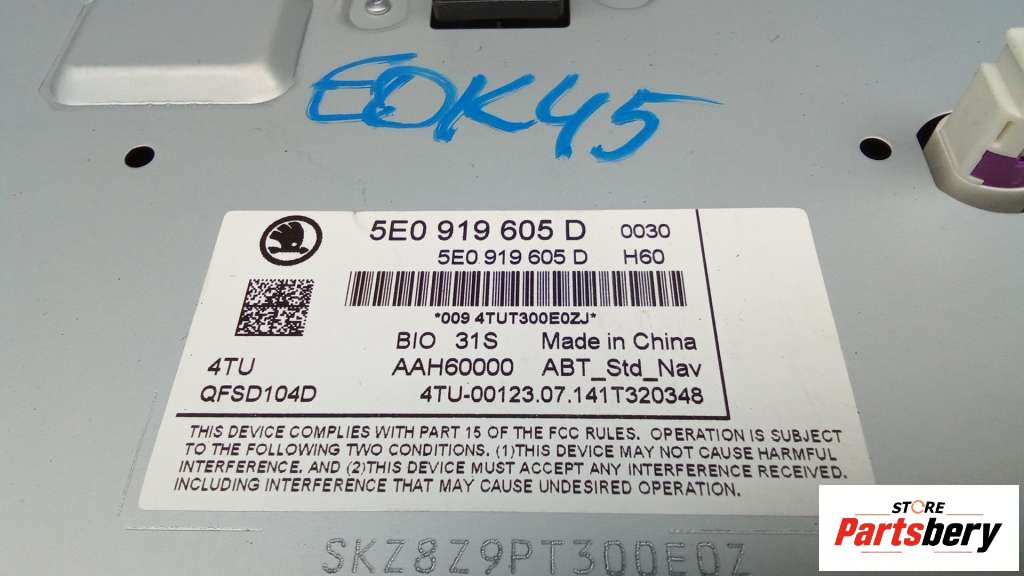 EOK45
5E0 919 605 D 0030
5E0 919 605 D H60
*009 4TUT300E0ZJ*
BIO 31S Made in China
4TU AAH60000 ABT_Std_Nav
QFSD104D 4TU-00123.07.141T320348
THIS DEVICE COMPLIES WITH PART 15 OF THE FCC RULES. OPERATION IS SUBJECT
TO THE FOLLOWING TWO CONDITIONS. (1)THIS DEVICE MAY NOT CAUSE HARMFUL
INTERFERENCE. AND (2)THIS DEVICE MUST ACCEPT ANY INTERFERENCE RECEIVED.
INCLUDING INTERFERENCE THAT MAY CAUSE UNDESIRED OPERATION.
SKZ8Z9PT300E0Z
STORE
Partsbery